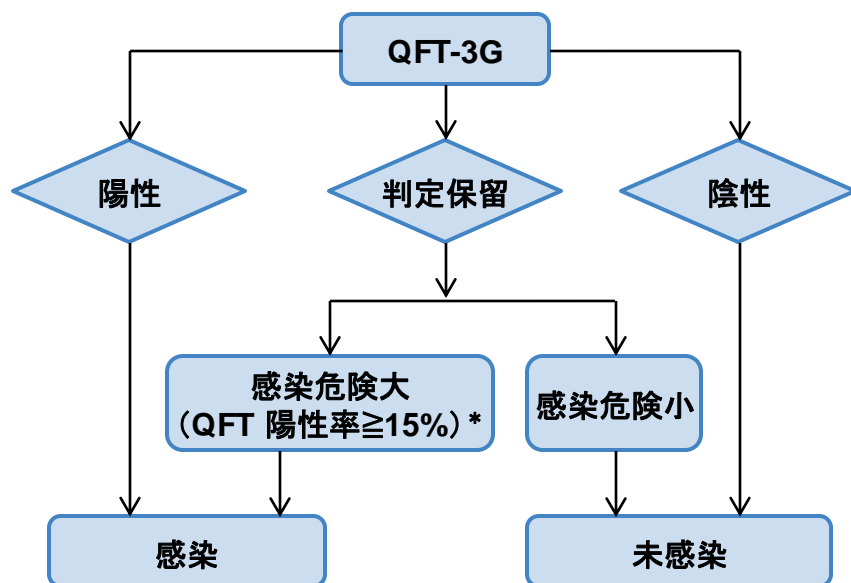 QFT-3G
陽性
判定保留
陰性
感染危険大
（QFT 陽性率≧15%）*
感染危険小
感染
未感染